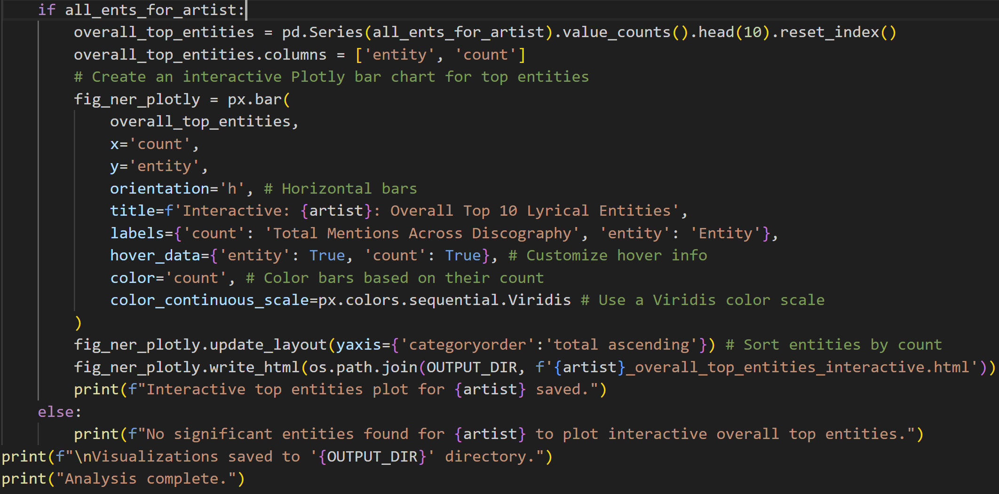 if all_ents_for_artist:
        overall_top_entities = pd.Series(all_ents_for_artist).value_counts().head(10).reset_index()
        overall_top_entities.columns = ['entity', 'count']
        # Create an interactive Plotly bar chart for top entities
        fig_ner_plotly = px.bar(
            overall_top_entities,
            x='count',
            y='entity',
            orientation='h', # Horizontal bars
            title=f'Interactive: {artist}: Overall Top 10 Lyrical Entities',
            labels={'count': 'Total Mentions Across Discography', 'entity': 'Entity'},
            hover_data={'entity': True, 'count': True}, # Customize hover info
            color='count', # Color bars based on their count
            color_continuous_scale=px.colors.sequential.Viridis # Use a Viridis color scale
        )
        fig_ner_plotly.update_layout(yaxis={'categoryorder':'total ascending'}) # Sort entities by count
        fig_ner_plotly.write_html(os.path.join(OUTPUT_DIR, f'{artist}_overall_top_entities_interactive.html'))
        print(f"Interactive top entities plot for {artist} saved.")
    else:
        print(f"No significant entities found for {artist} to plot interactive overall top entities.")
print(f"\nVisualizations saved to '{OUTPUT_DIR}' directory.")
print("Analysis complete.")